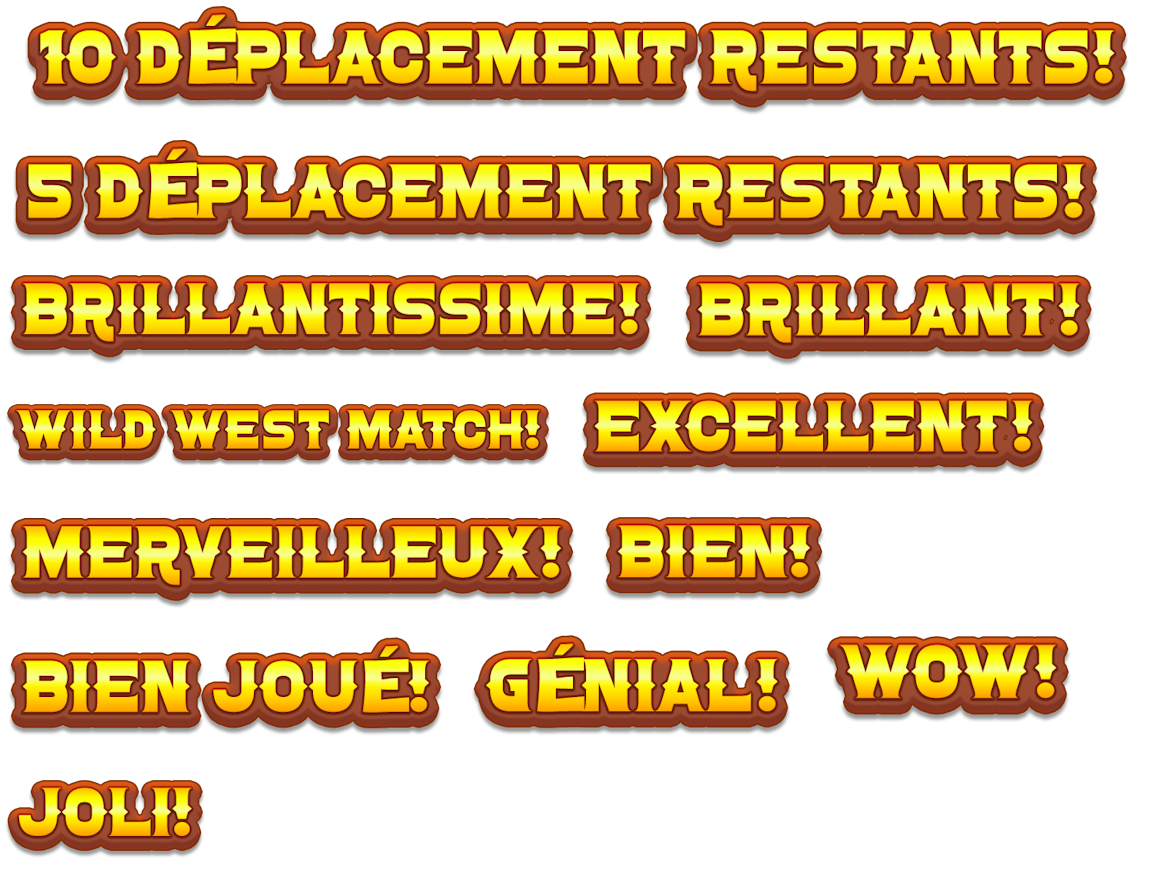 10 DÉPLACEMENT RESTANTS!
5 DÉPLACEMENT RESTANTS!
BRILLANTISSIME! BRILLANT!
WILD WEST MATCH! EXCELLENT!
MERVEILLEUX! BIEN!
BIEN JOUÉ! GÉNIAL! WOW!
JOLI!